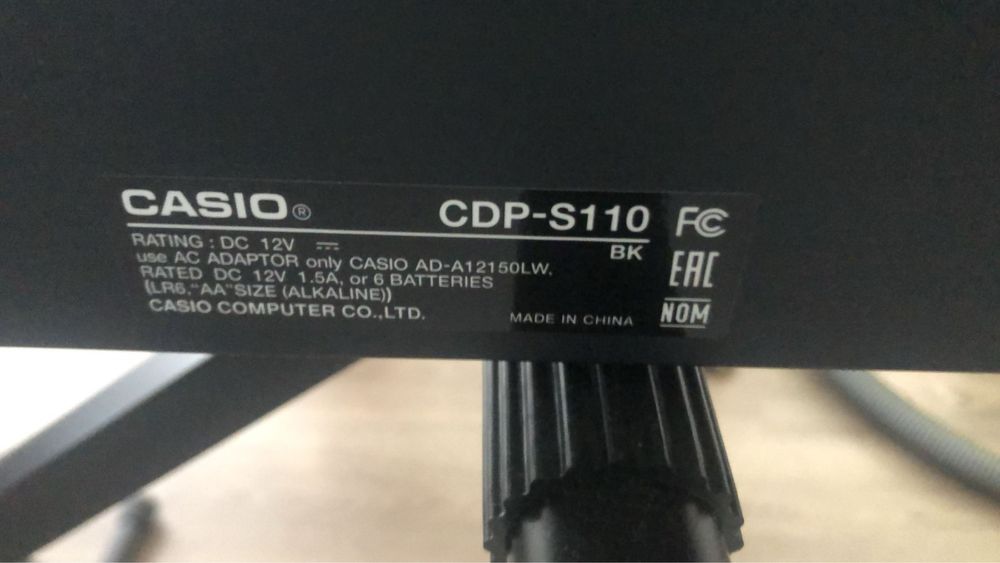 CASIO® CDP-S110 FC
BK
RATING : DC 12V ⎓
use AC ADAPTOR only CASIO AD-A12150LW,
RATED DC 12V 1.5A, or 6 BATTERIES
(LR6,"AA"SIZE (ALKALINE))
CASIO COMPUTER CO.,LTD.
MADE IN CHINA
EAC
NOM